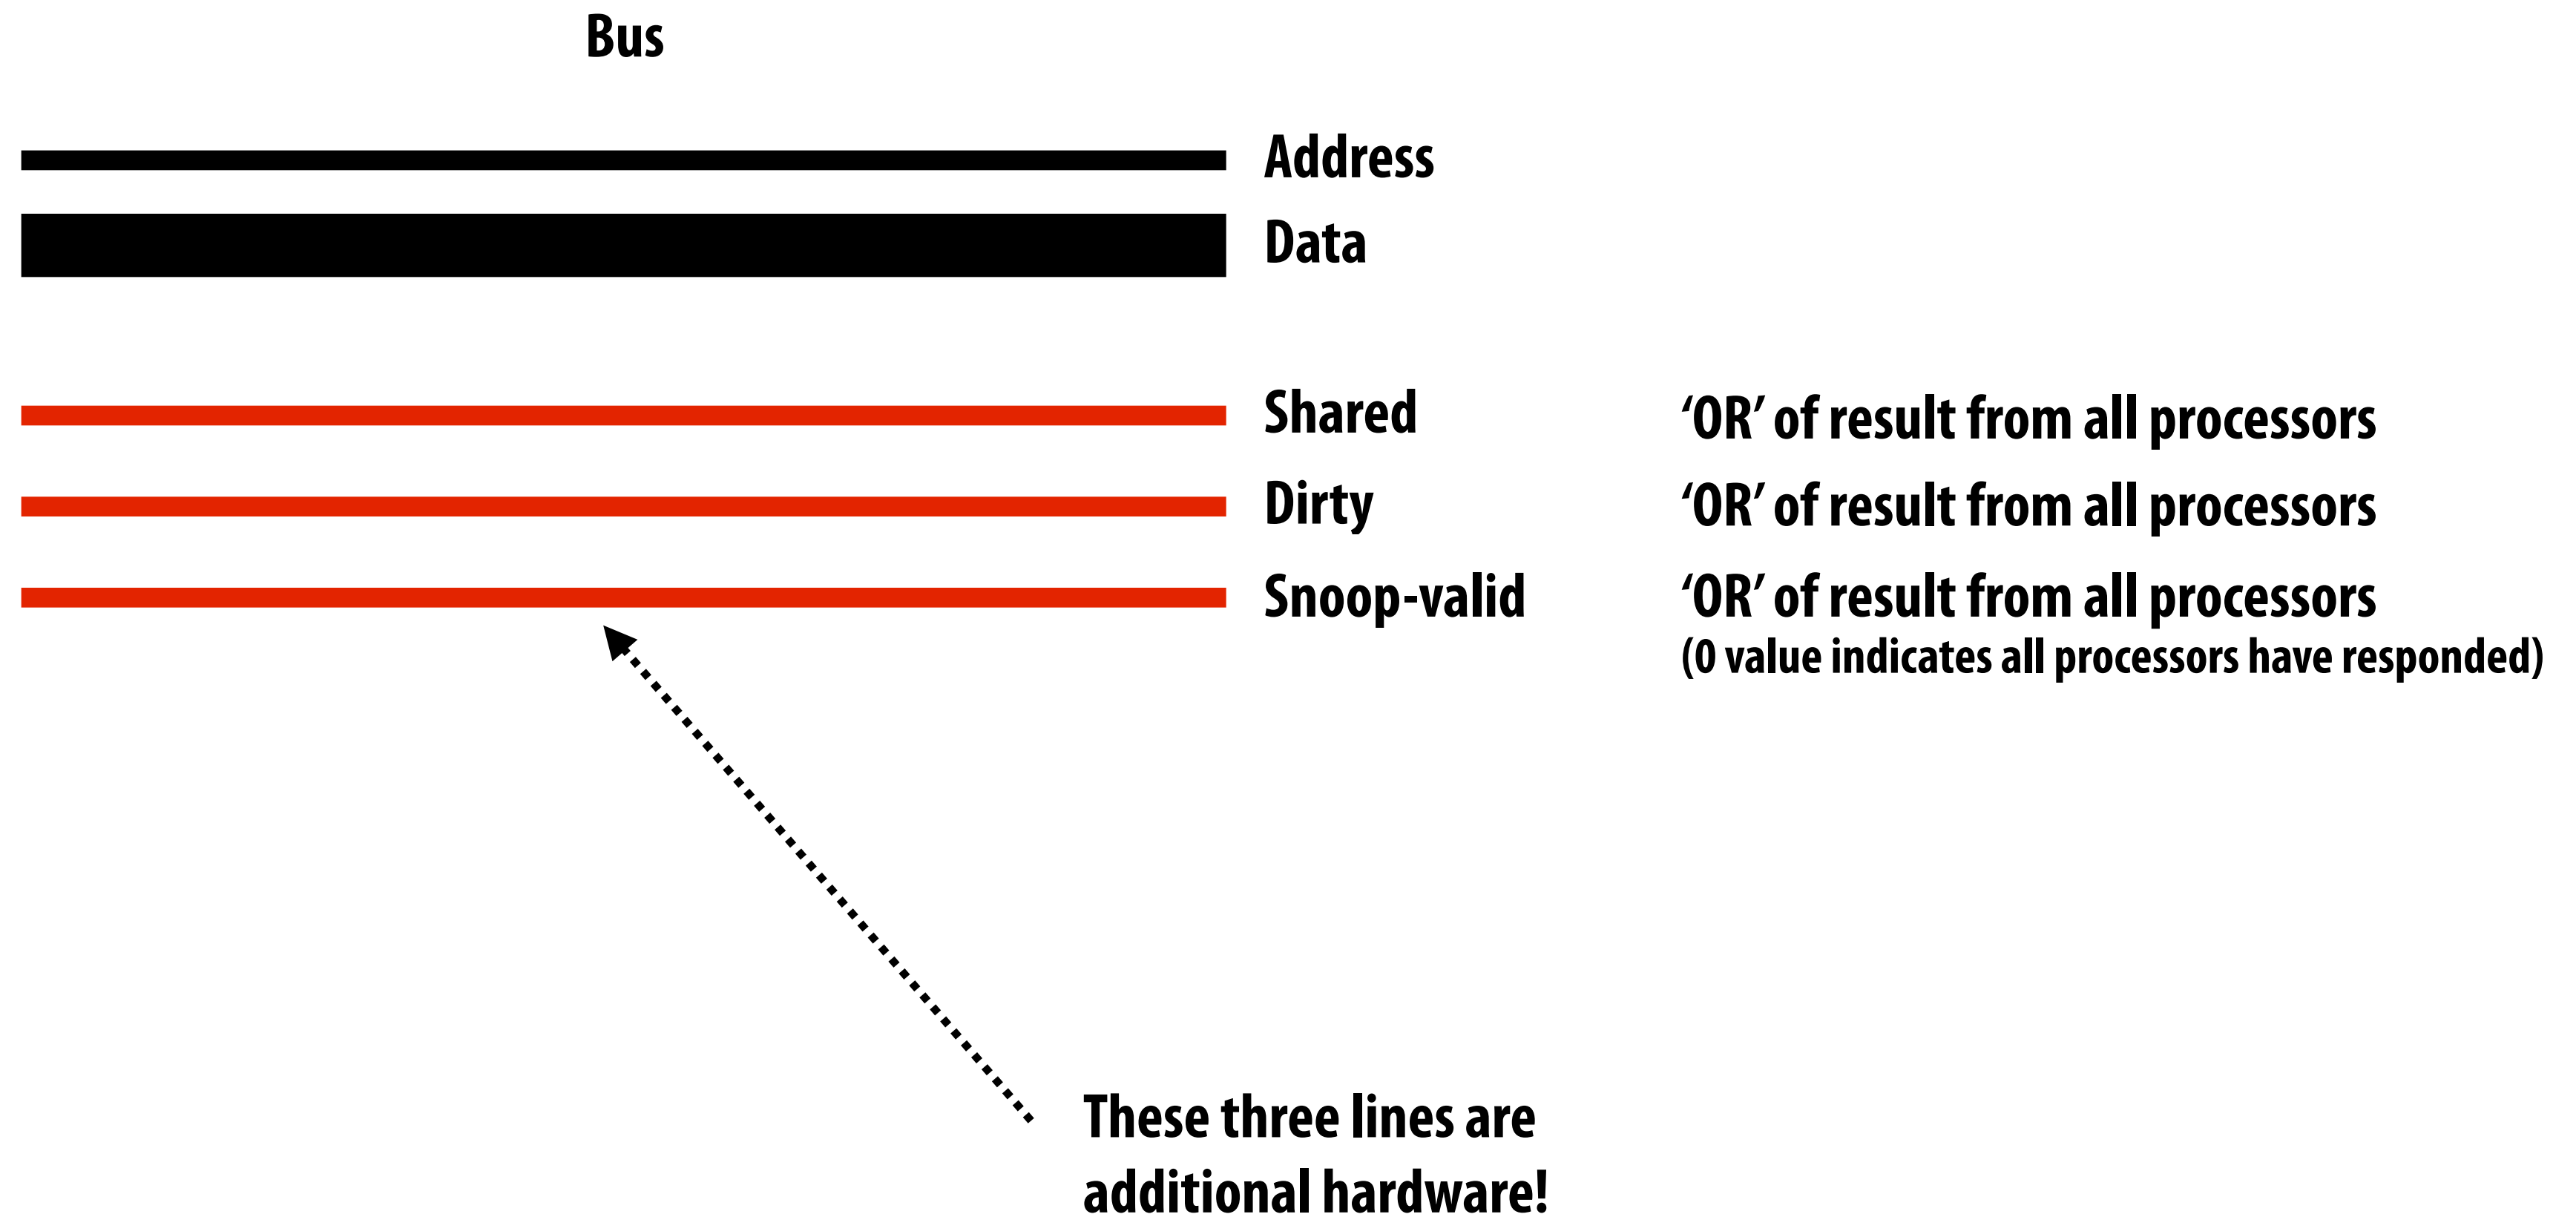 Bus
Address
Data
Shared ‘OR’ of result from all processors
Dirty ‘OR’ of result from all processors
Snoop-valid ‘OR’ of result from all processors
(0 value indicates all processors have responded)
These three lines are
additional hardware!